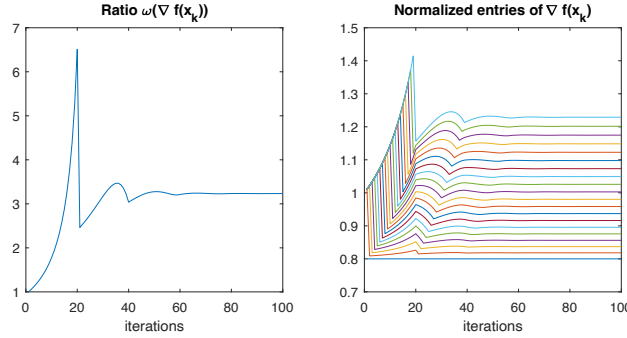 Ratio ω(∇ f(x_k))
7
6
5
4
3
2
1
0 20 40 60 80 100
iterations
Normalized entries of ∇ f(x_k)
1.5
1.4
1.3
1.2
1.1
1
0.9
0.8
0.7
0 20 40 60 80 100
iterations